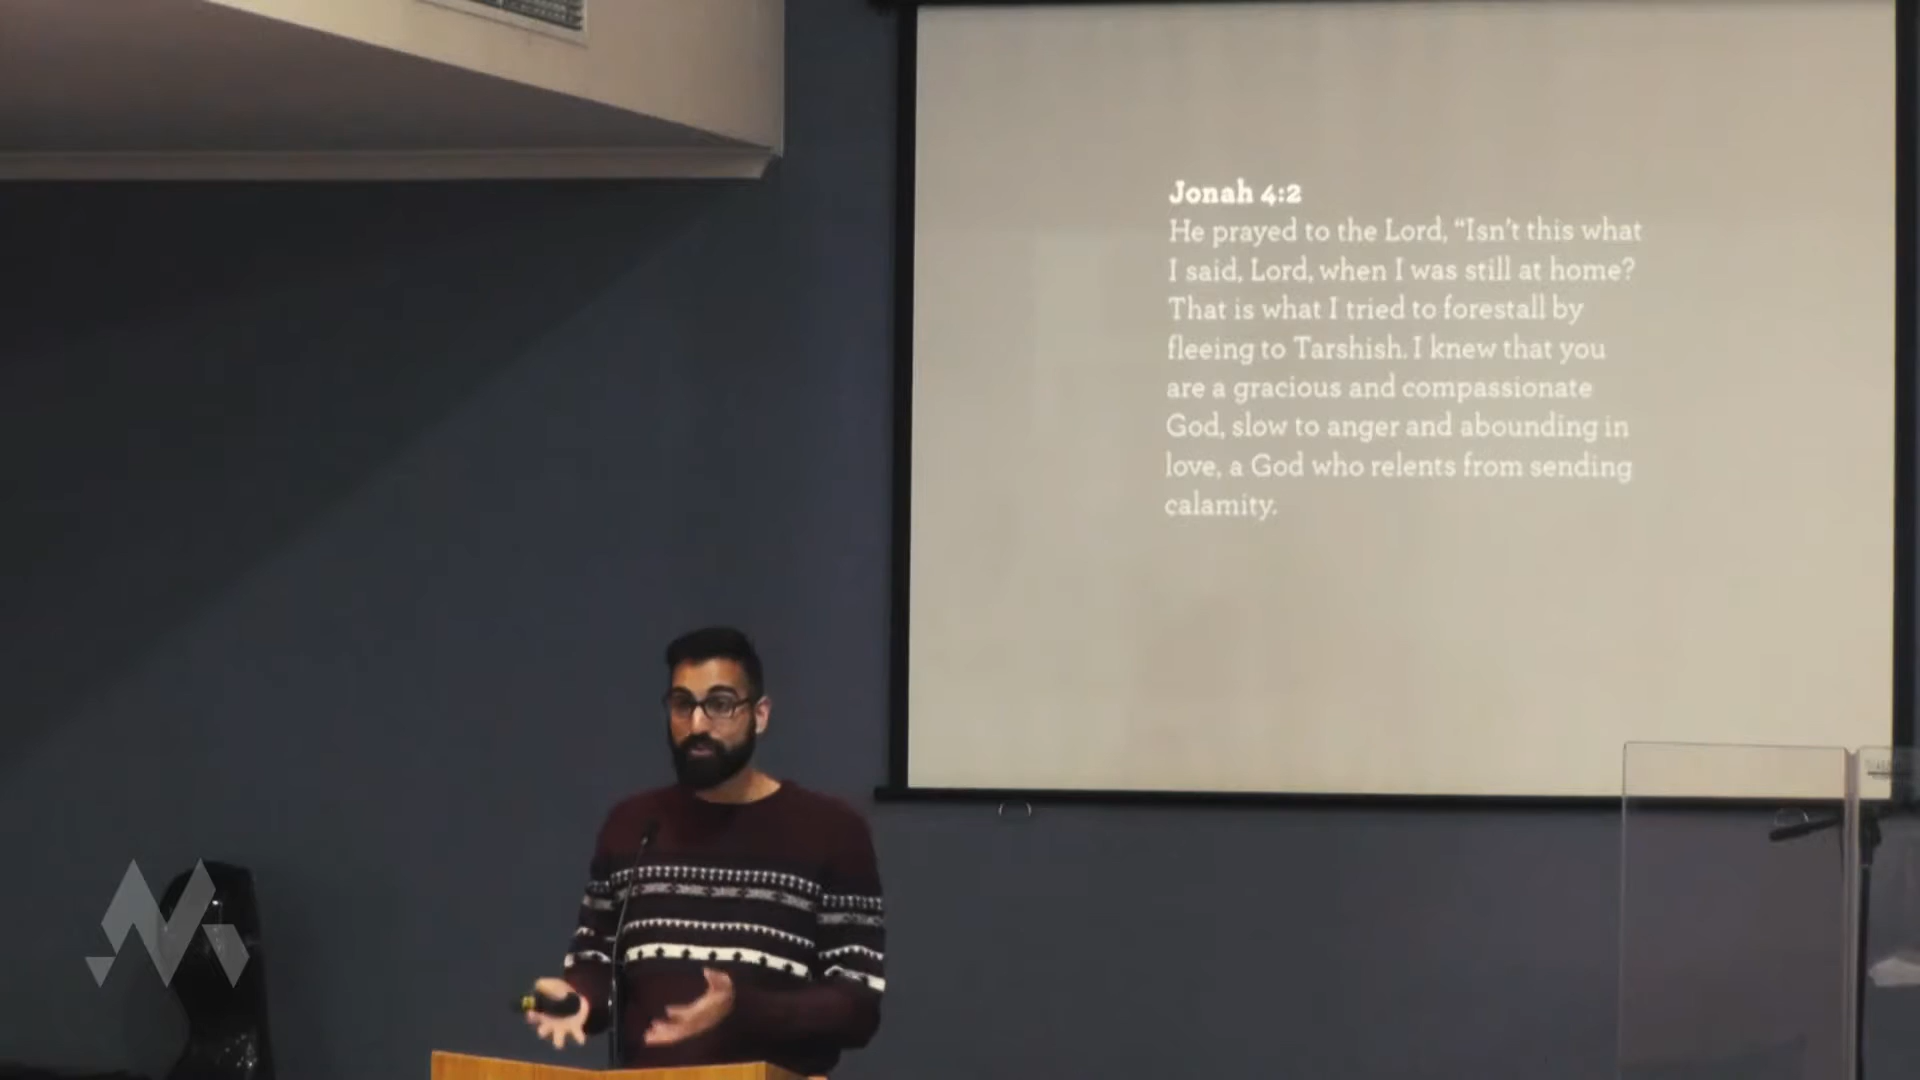 Jonah 4:2
He prayed to the Lord, “Isn’t this what
I said, Lord, when I was still at home?
That is what I tried to forestall by
fleeing to Tarshish. I knew that you
are a gracious and compassionate
God, slow to anger and abounding in
love, a God who relents from sending
calamity.